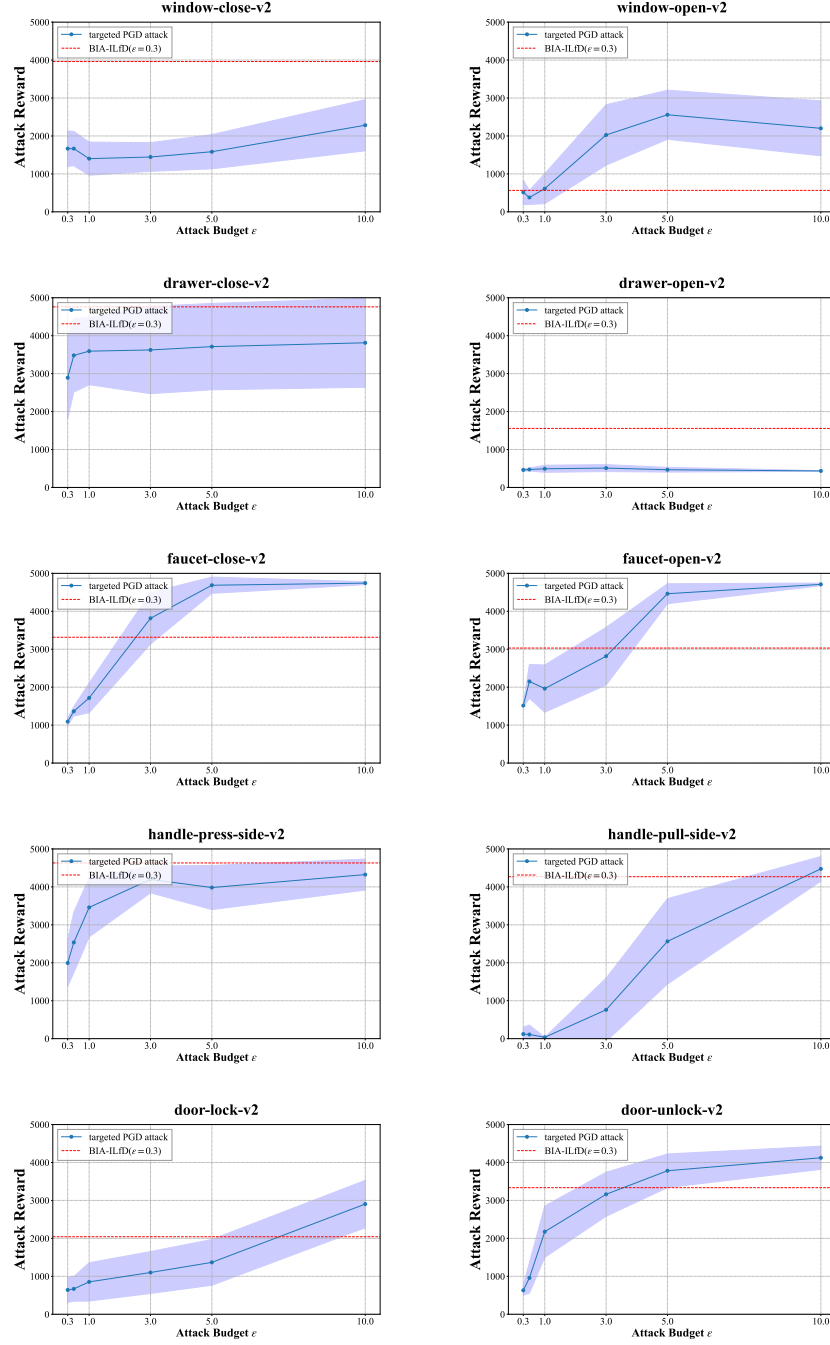 window-close-v2
5000
4000
3000
2000
1000
0
Attack Reward
targeted PGD attack
BIA-ILfD(ε=0.3)
0.3 1.0 3.0 5.0 10.0
Attack Budget ε
window-open-v2
5000
4000
3000
2000
1000
0
Attack Reward
targeted PGD attack
BIA-ILfD(ε=0.3)
0.3 1.0 3.0 5.0 10.0
Attack Budget ε
drawer-close-v2
5000
4000
3000
2000
1000
0
Attack Reward
targeted PGD attack
BIA-ILfD(ε=0.3)
0.3 1.0 3.0 5.0 10.0
Attack Budget ε
drawer-open-v2
5000
4000
3000
2000
1000
0
Attack Reward
targeted PGD attack
BIA-ILfD(ε=0.3)
0.3 1.0 3.0 5.0 10.0
Attack Budget ε
faucet-close-v2
5000
4000
3000
2000
1000
0
Attack Reward
targeted PGD attack
BIA-ILfD(ε=0.3)
0.3 1.0 3.0 5.0 10.0
Attack Budget ε
faucet-open-v2
5000
4000
3000
2000
1000
0
Attack Reward
targeted PGD attack
BIA-ILfD(ε=0.3)
0.3 1.0 3.0 5.0 10.0
Attack Budget ε
handle-press-side-v2
5000
4000
3000
2000
1000
0
Attack Reward
targeted PGD attack
BIA-ILfD(ε=0.3)
0.3 1.0 3.0 5.0 10.0
Attack Budget ε
handle-pull-side-v2
5000
4000
3000
2000
1000
0
Attack Reward
targeted PGD attack
BIA-ILfD(ε=0.3)
0.3 1.0 3.0 5.0 10.0
Attack Budget ε
door-lock-v2
5000
4000
3000
2000
1000
0
Attack Reward
targeted PGD attack
BIA-ILfD(ε=0.3)
0.3 1.0 3.0 5.0 10.0
Attack Budget ε
door-unlock-v2
5000
4000
3000
2000
1000
0
Attack Reward
targeted PGD attack
BIA-ILfD(ε=0.3)
0.3 1.0 3.0 5.0 10.0
Attack Budget ε